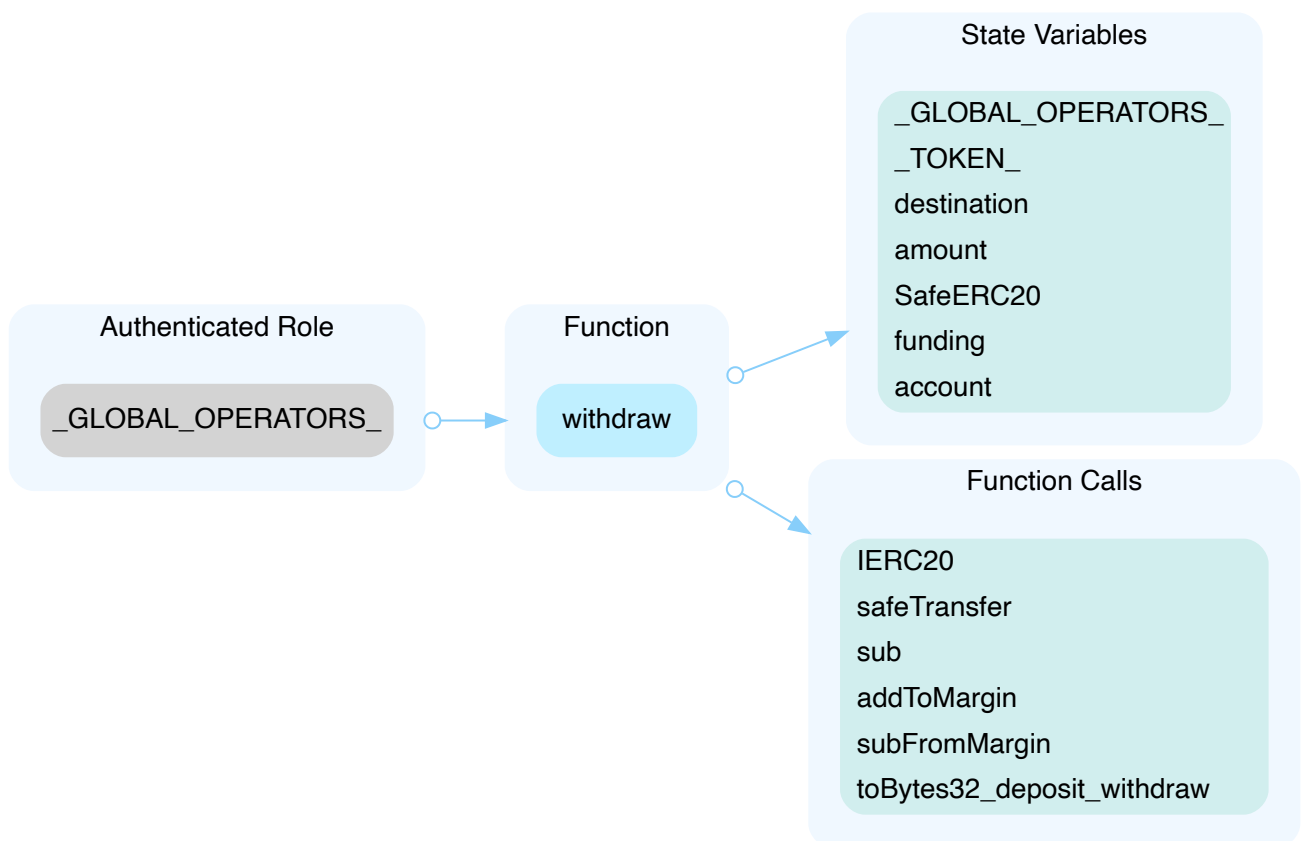 State Variables
_GLOBAL_OPERATORS_
_TOKEN_
destination
amount
SafeERC20
funding
account
Authenticated Role
_GLOBAL_OPERATORS_
Function
withdraw
Function Calls
IERC20
safeTransfer
sub
addToMargin
subFromMargin
toBytes32_deposit_withdraw